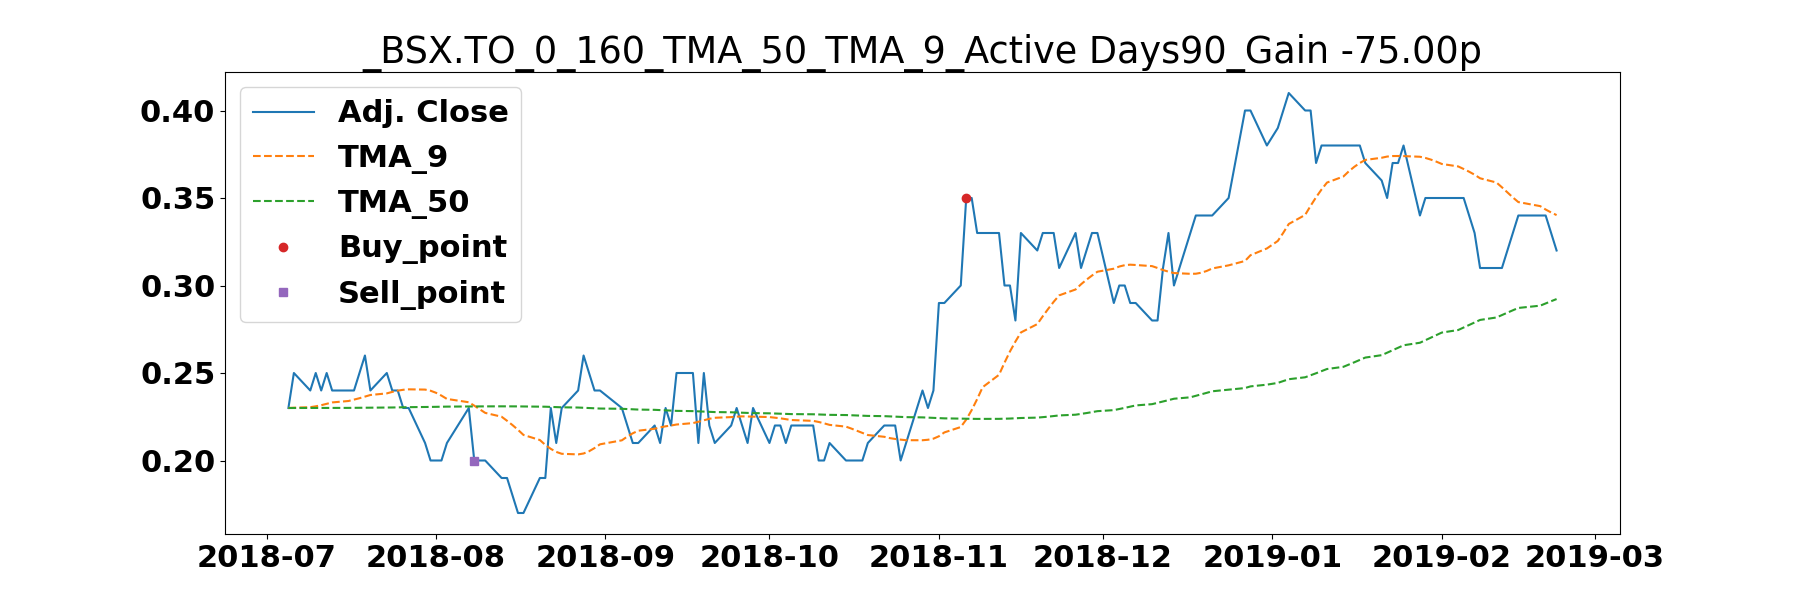 _BSX.TO_0_160_TMA_50_TMA_9_Active Days90_Gain -75.00p
0.40
0.35
0.30
0.25
0.20
Adj. Close
TMA_9
TMA_50
Buy_point
Sell_point
2018-07 2018-08 2018-09 2018-10 2018-11 2018-12 2019-01 2019-02 2019-03